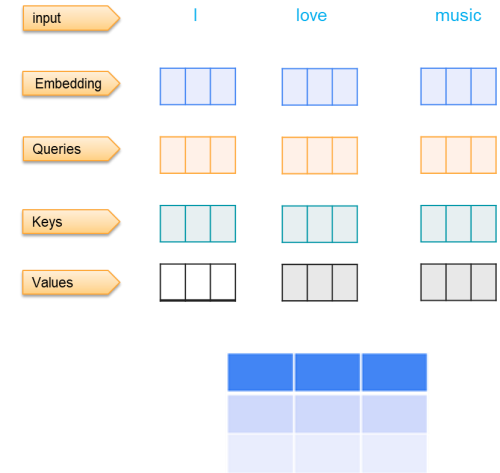 input I love music
Embedding
Queries
Keys
Values